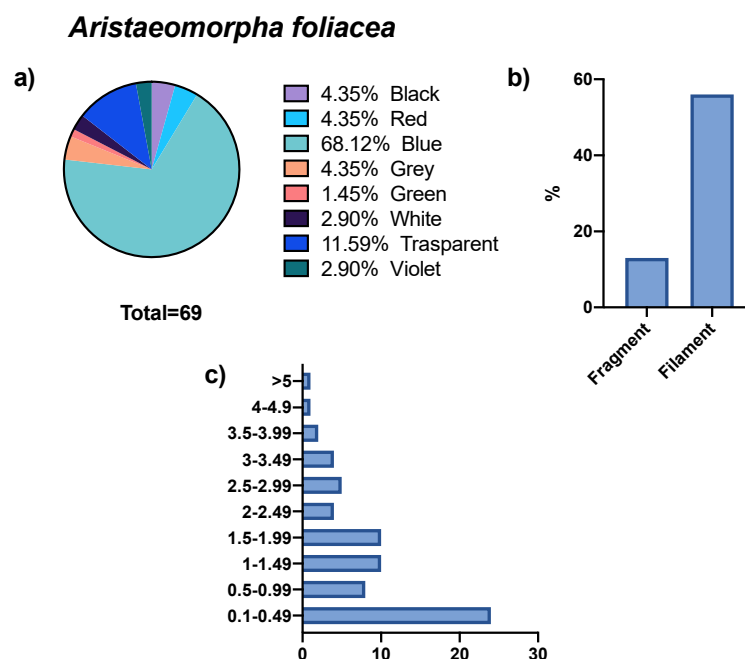 Aristaeomorpha foliacea
a)
4.35% Black
4.35% Red
68.12% Blue
4.35% Grey
1.45% Green
2.90% White
11.59% Trasparent
2.90% Violet
Total=69
b)
%
60
40
20
0
Fragment
Filament
c)
>5
4-4.9
3.5-3.99
3-3.49
2.5-2.99
2-2.49
1.5-1.99
1-1.49
0.5-0.99
0.1-0.49
0 10 20 30